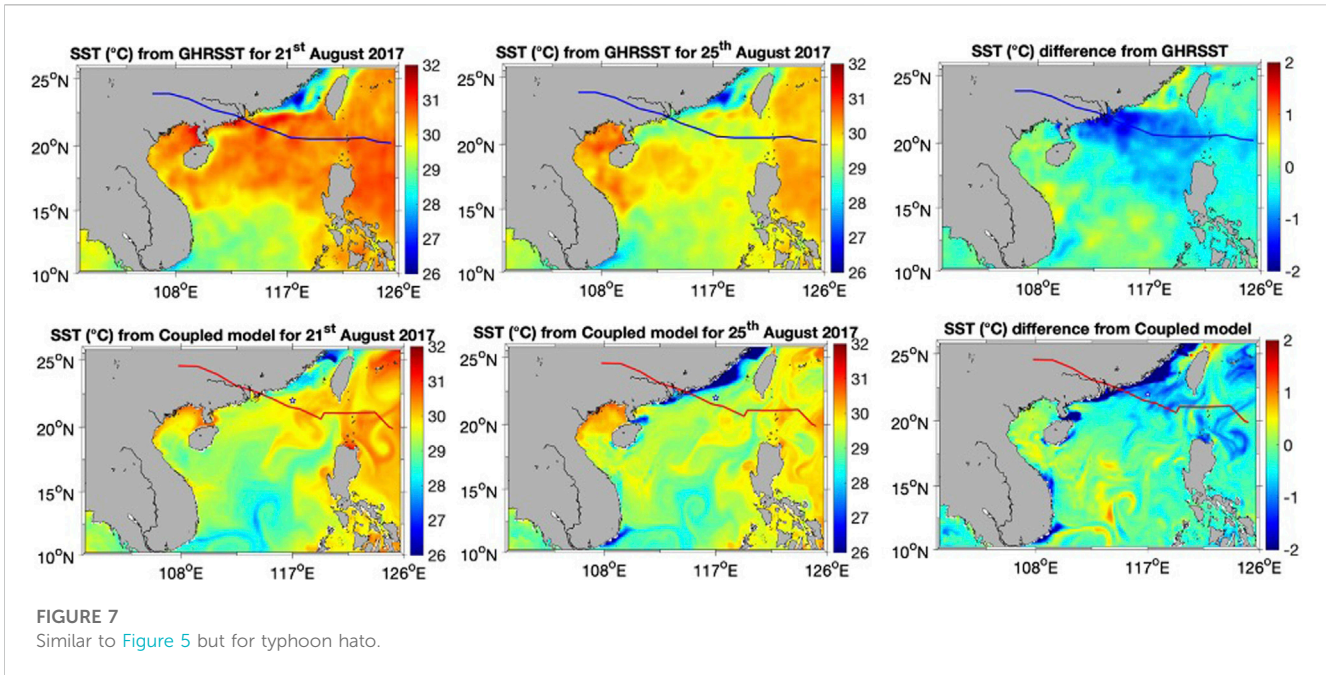 SST (°C) from GHRSST for 21st August 2017
SST (°C) from GHRSST for 25th August 2017
SST (°C) difference from GHRSST
25°N
20°N
15°N
10°N
108°E
117°E
126°E
32
31
30
29
28
27
26
25°N
20°N
15°N
10°N
108°E
117°E
126°E
32
31
30
29
28
27
26
25°N
20°N
15°N
10°N
108°E
117°E
126°E
2
1
0
-1
-2
SST (°C) from Coupled model for 21st August 2017
SST (°C) from Coupled model for 25th August 2017
SST (°C) difference from Coupled model
25°N
20°N
15°N
10°N
108°E
117°E
126°E
32
31
30
29
28
27
26
25°N
20°N
15°N
10°N
108°E
117°E
126°E
32
31
30
29
28
27
26
25°N
20°N
15°N
10°N
108°E
117°E
126°E
2
1
0
-1
-2
FIGURE 7
Similar to Figure 5 but for typhoon hato.